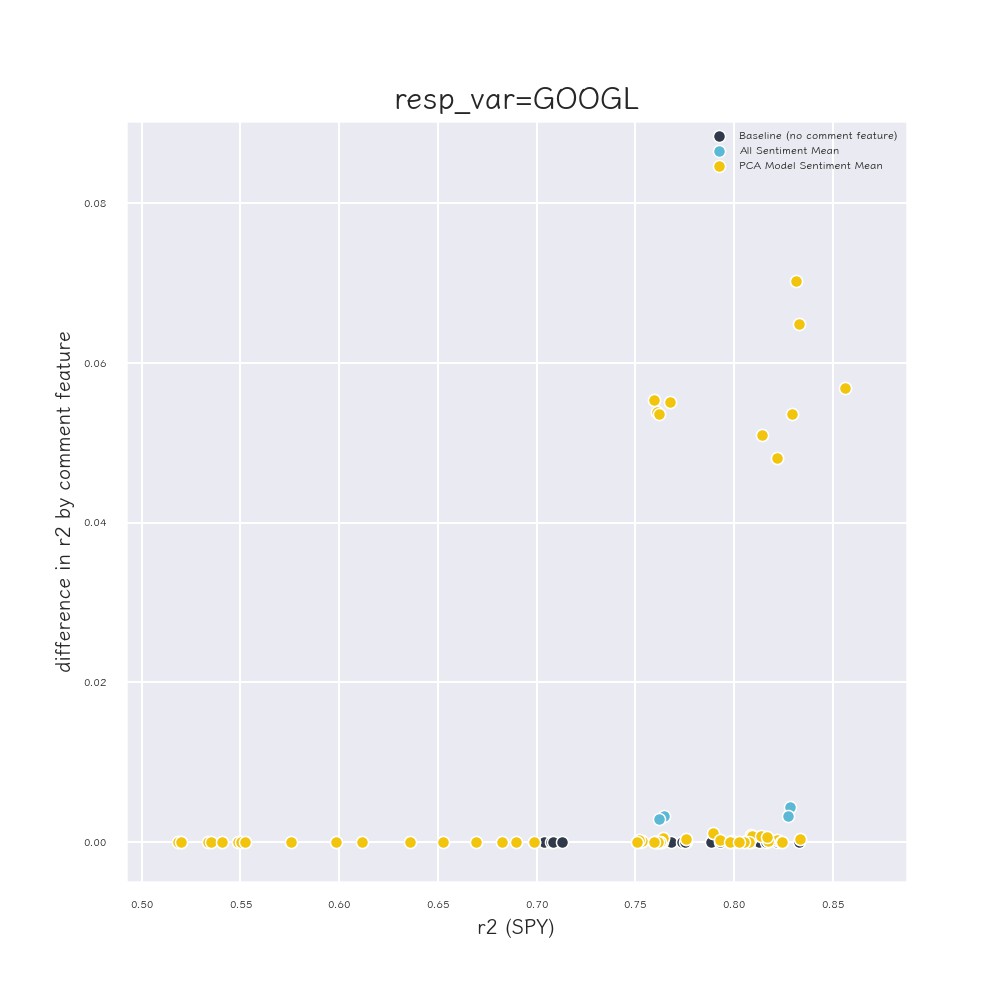 resp_var=GOOGL
Baseline (no comment feature)
All Sentiment Mean
PCA Model Sentiment Mean
0.08
0.06
0.04
0.02
0.00
difference in r2 by comment feature
0.50 0.55 0.60 0.65 0.70 0.75 0.80 0.85
r2 (SPY)